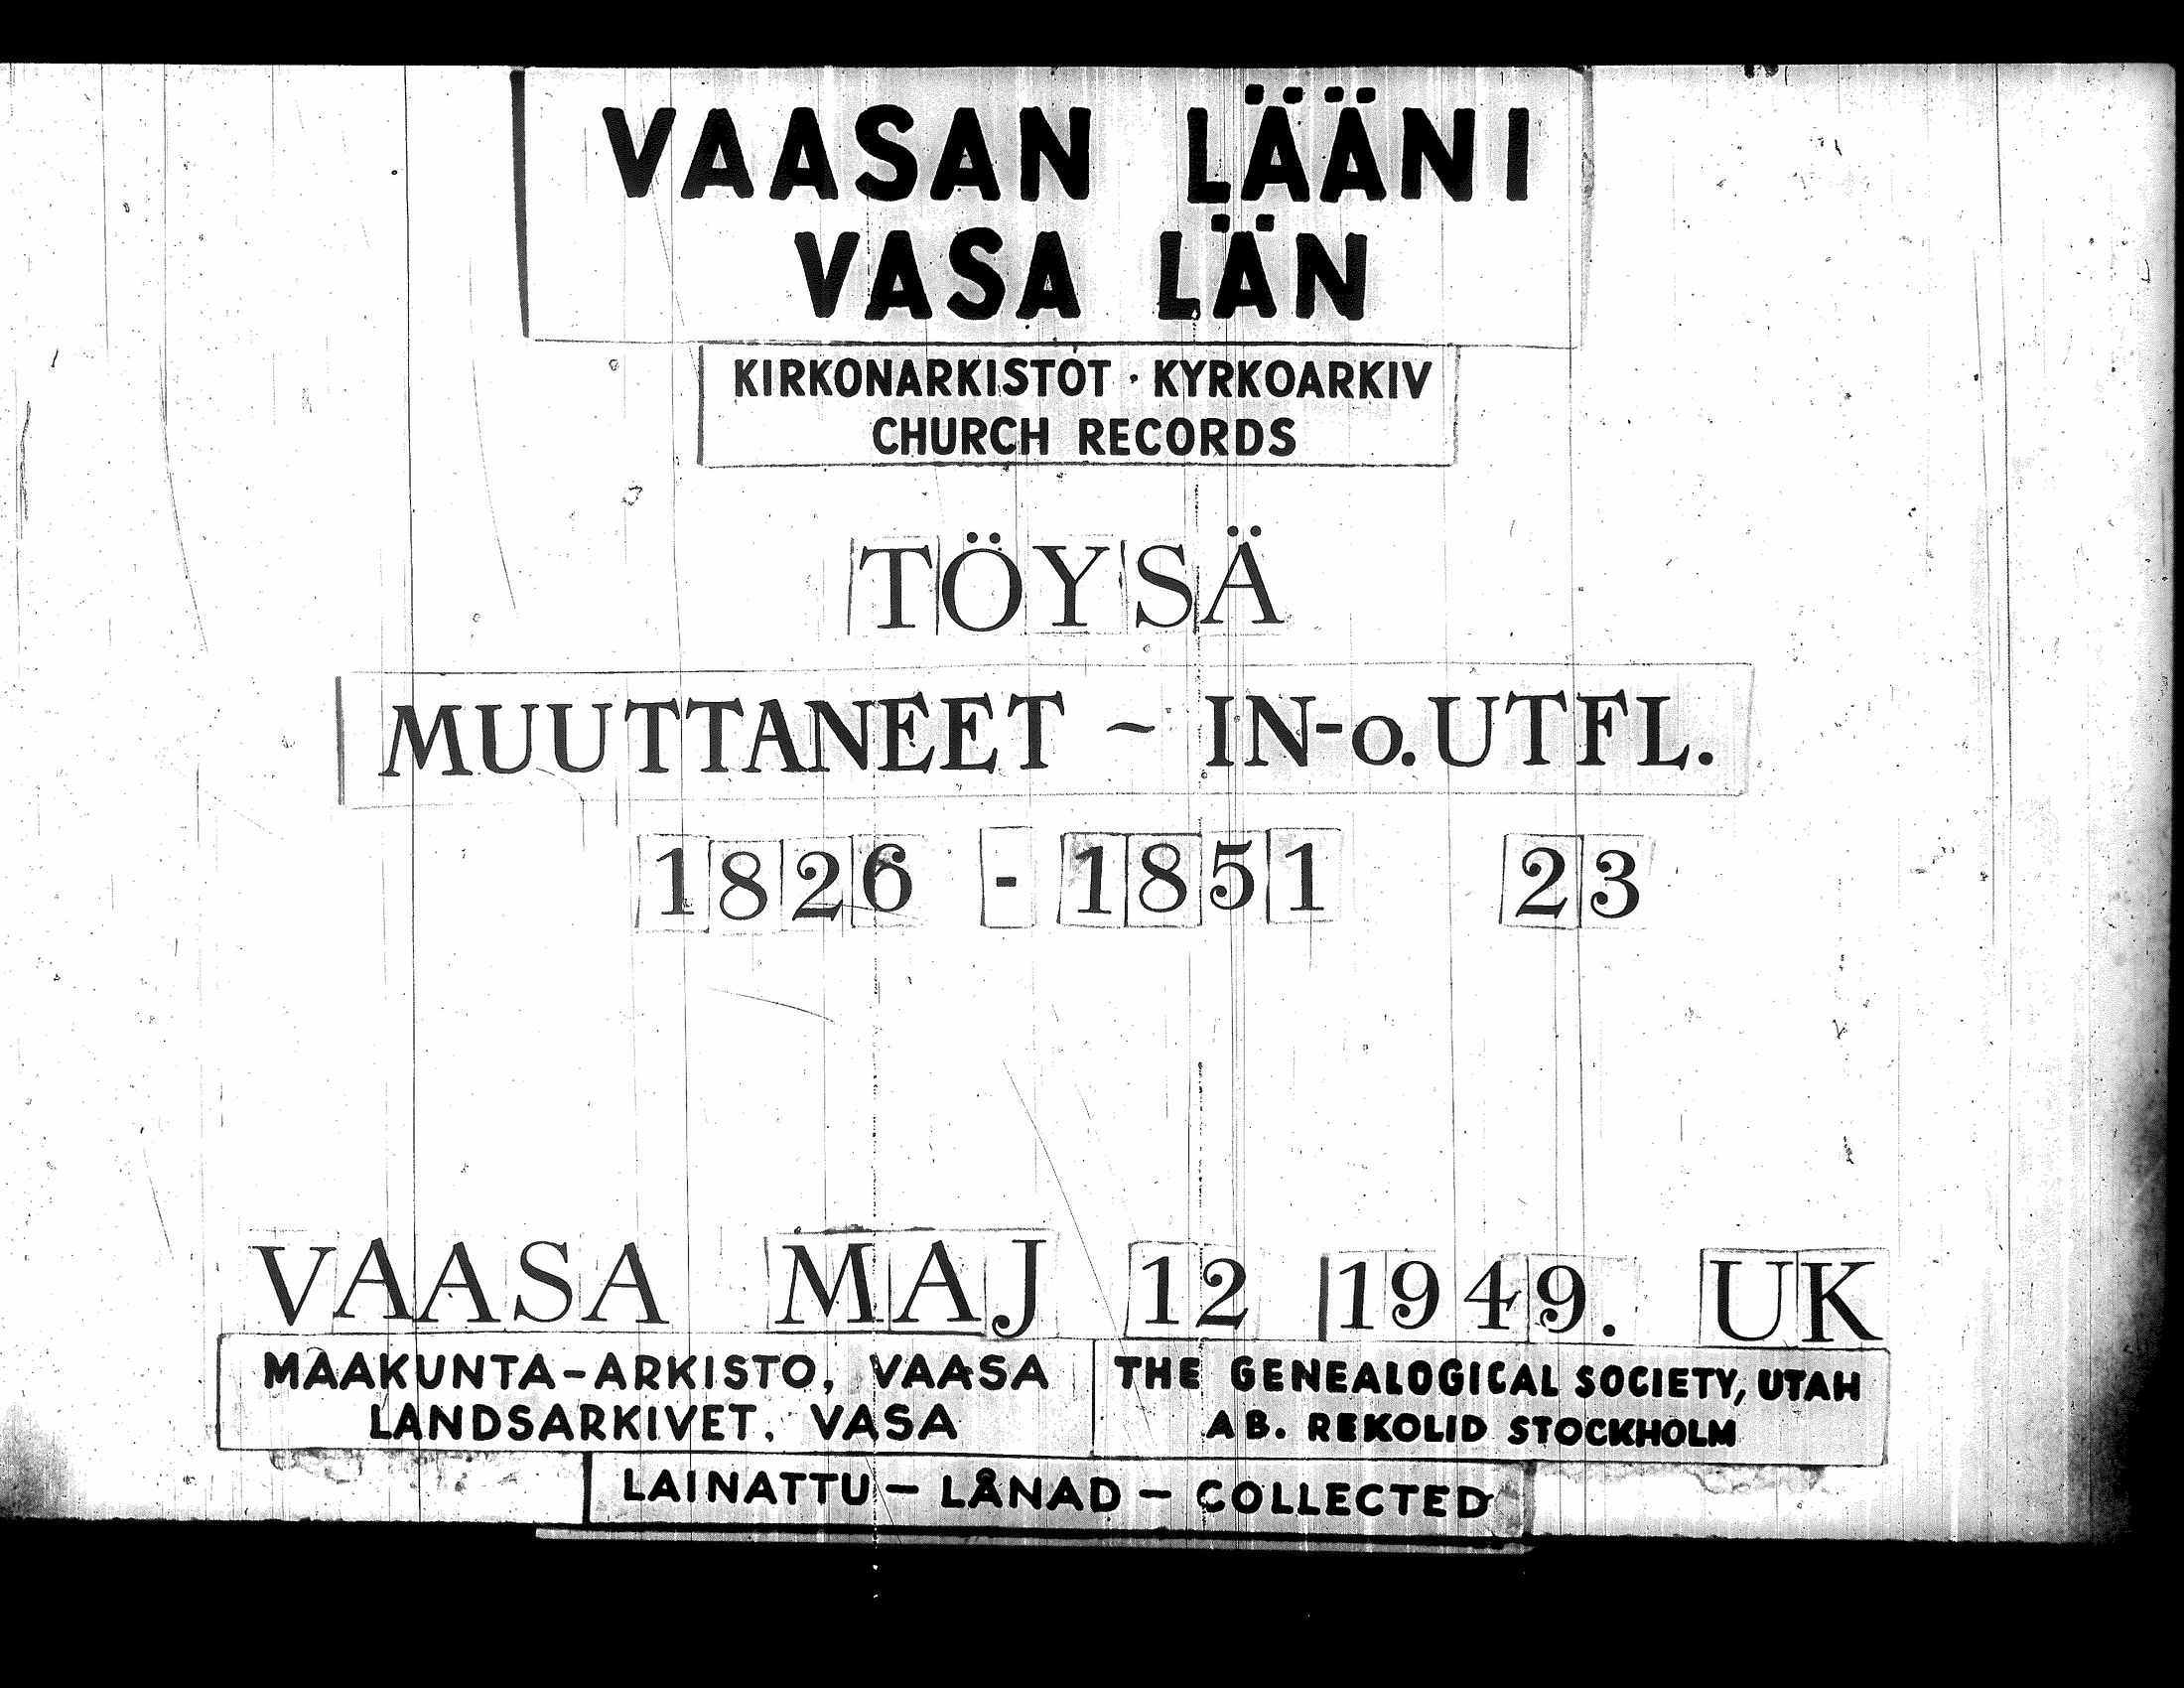 VAASAN LÄÄNI
VASA LÄN
KIRKONARKISTOT · KYRKOARKIV
CHURCH RECORDS
TÖYSÄ
MUUTTANEET ~ IN-o. UTFL.
1826 - 1851 23
VAASA MAJ 12 1949. UK
MAAKUNTA-ARKISTO, VAASA
LANDSARKIVET. VASA
THE GENEALOGICAL SOCIETY, UTAH
AB. REKOLID STOCKHOLM
LAINATTU - LÅNAD - COLLECTED